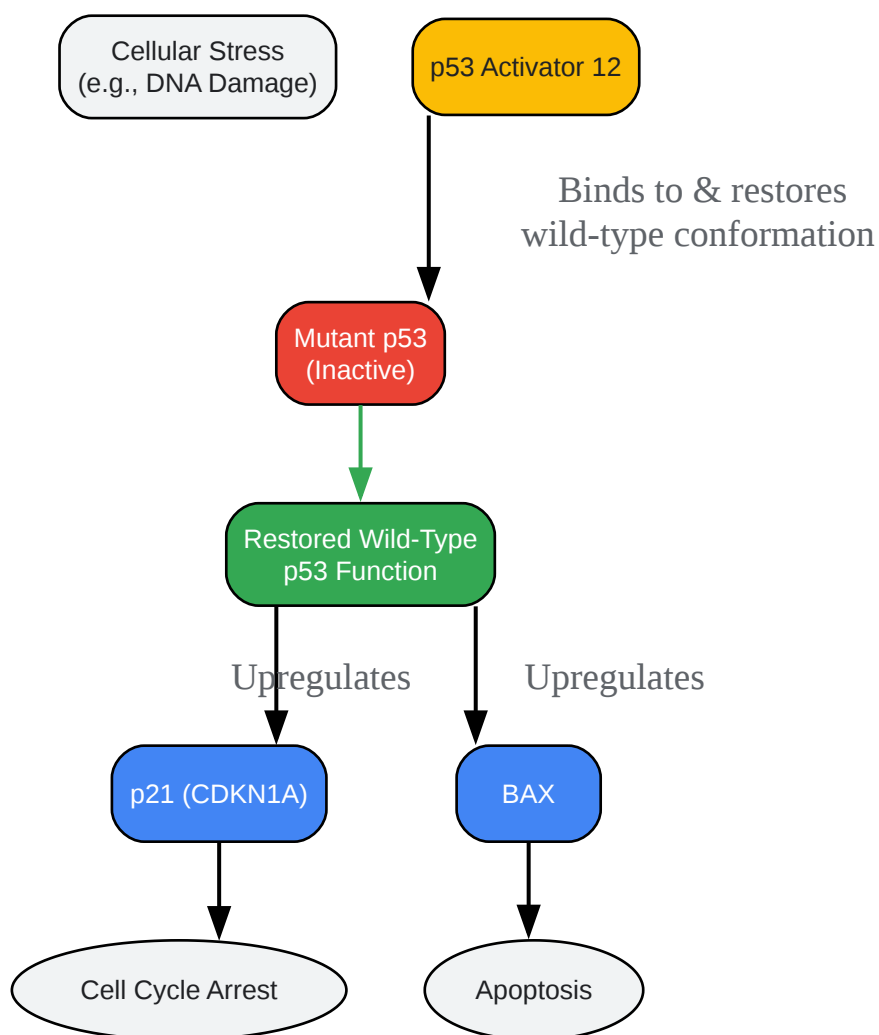 Cellular Stress
(e.g., DNA Damage)
p53 Activator 12
Binds to & restores
wild-type conformation
Mutant p53
(Inactive)
Restored Wild-Type
p53 Function
Upregulates
Upregulates
p21 (CDKN1A)
BAX
Cell Cycle Arrest
Apoptosis